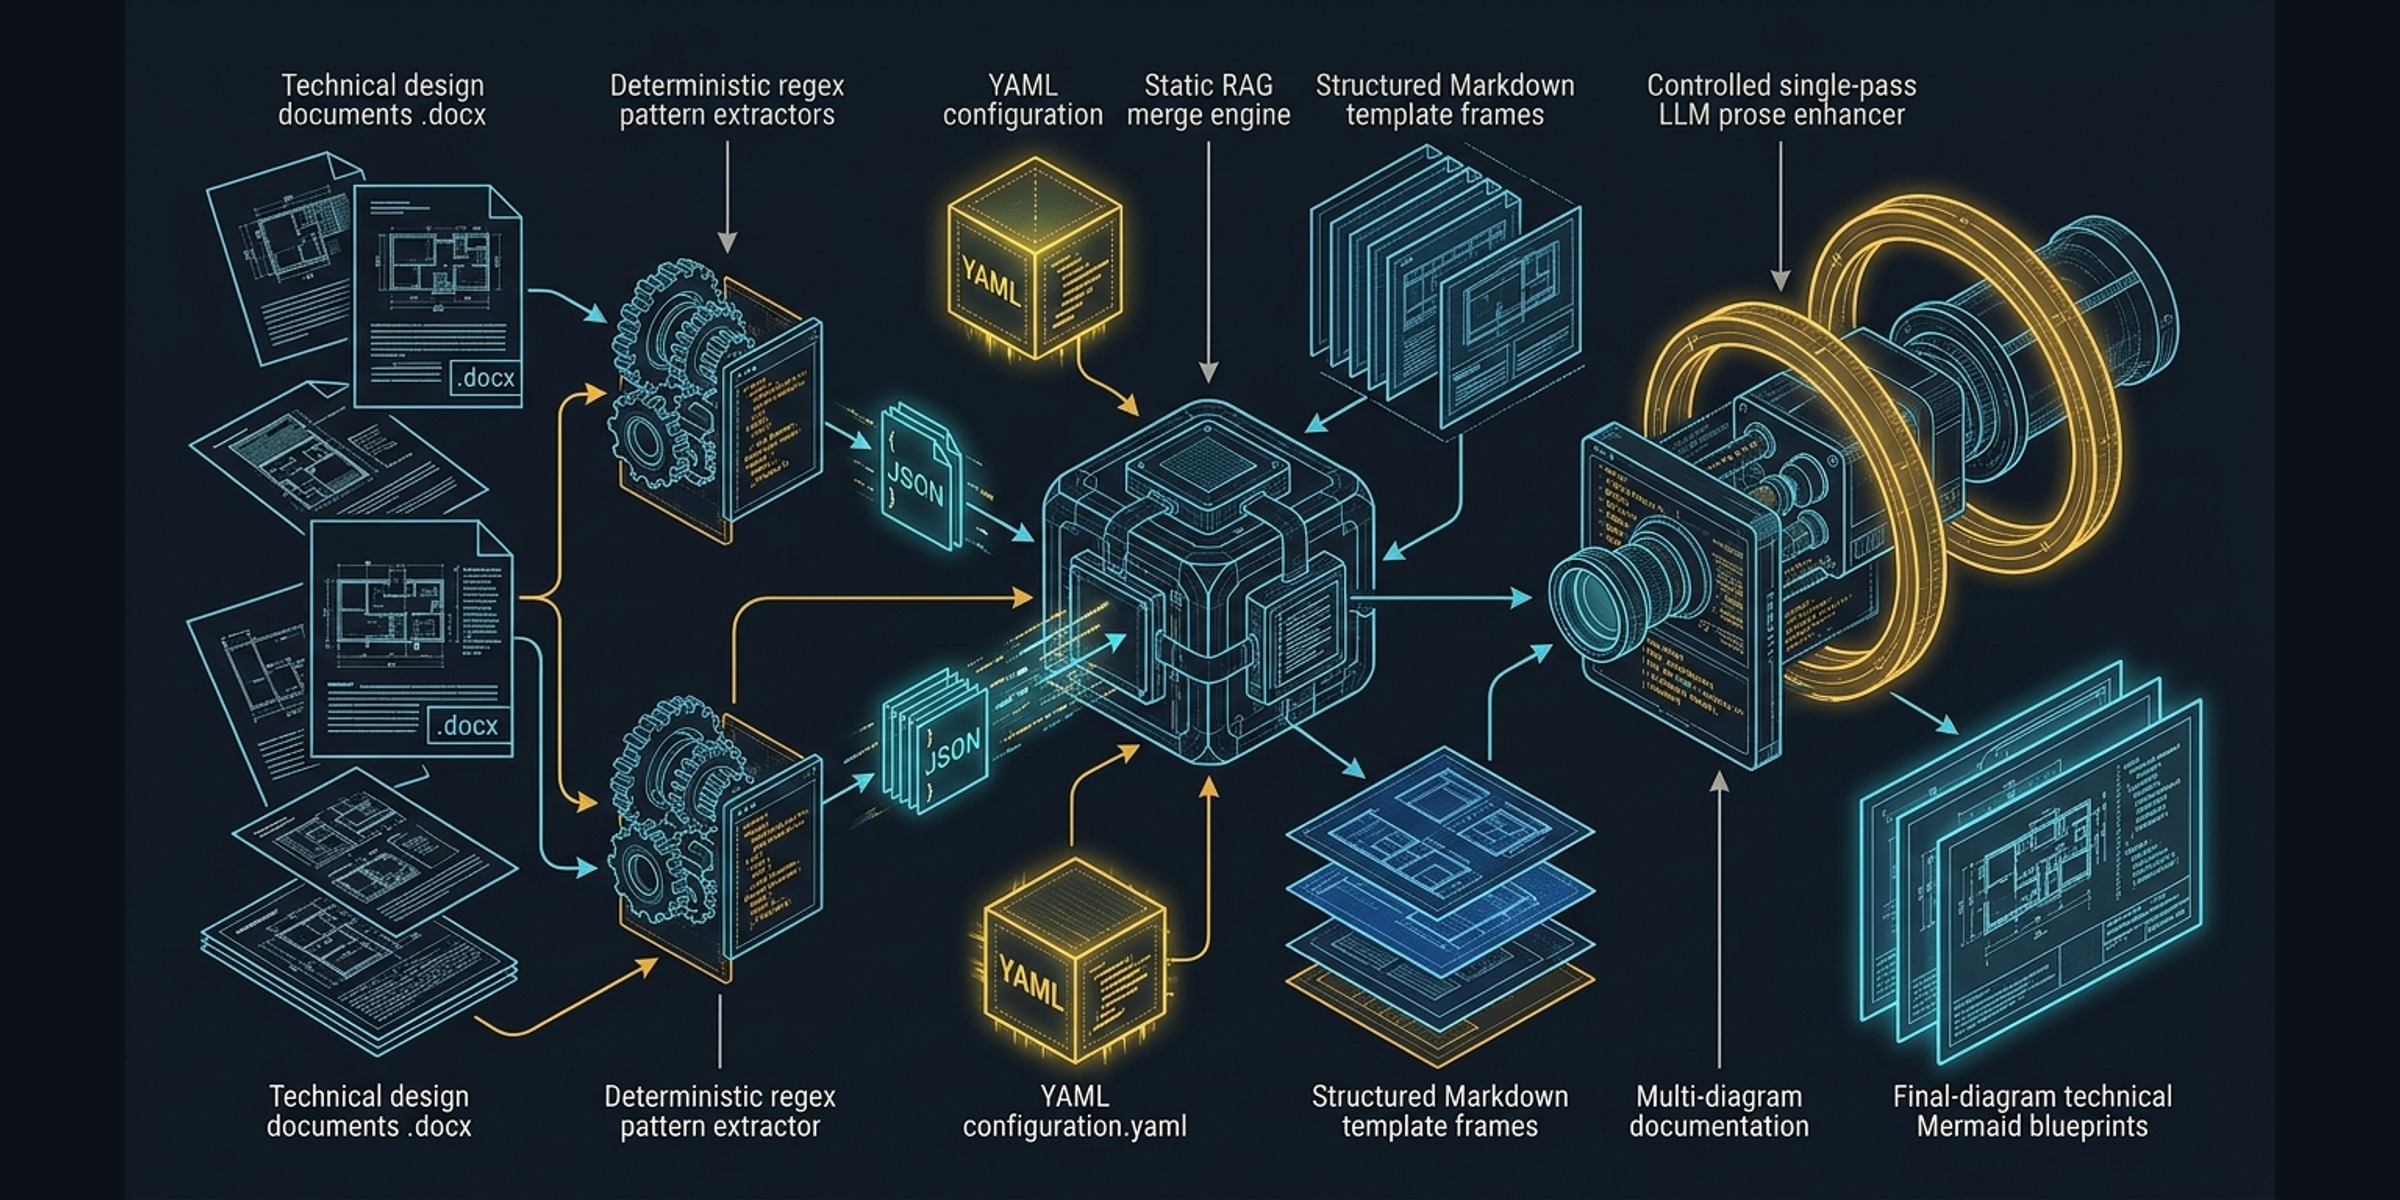 Technical design
documents .docx
Deterministic regex
pattern extractors
YAML
configuration
Static RAG
merge engine
Structured Markdown
template frames
Controlled single-pass
LLM prose enhancer
.docx
YAML
{
JSON
}
.docx
}
JSON
}
YAML
Technical design
documents .docx
Deterministic regex
pattern extractor
YAML
configuration.yaml
Structured Markdown
template frames
Multi-diagram
documentation
Final-diagram technical
Mermaid blueprints